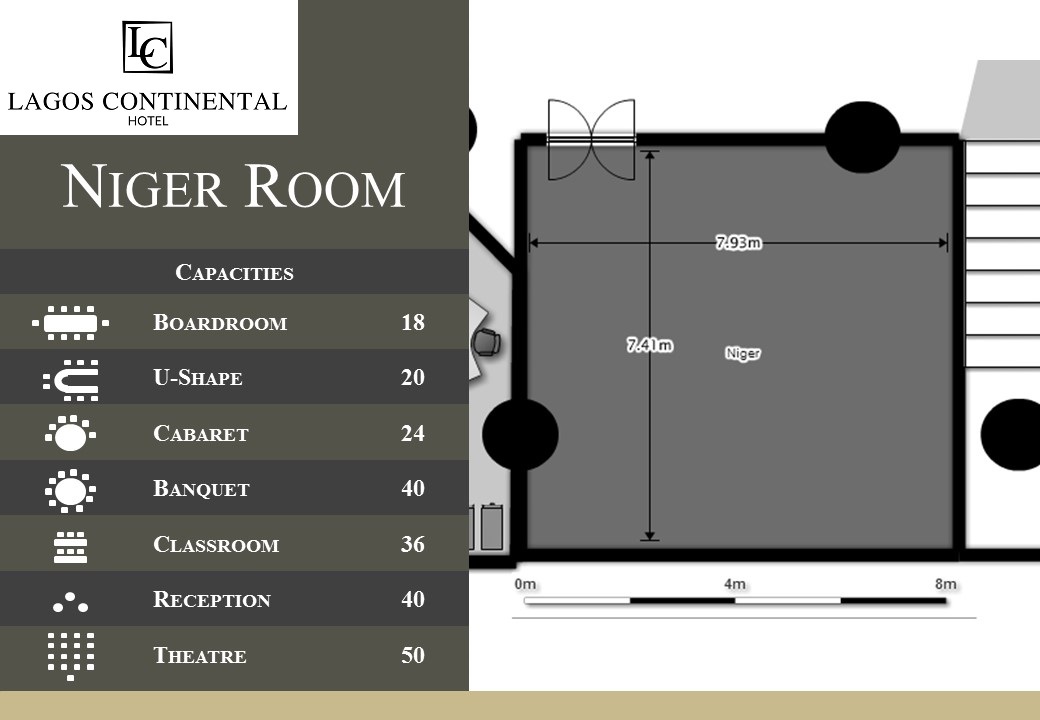 LC
LAGOS CONTINENTAL
HOTEL
NIGER ROOM
CAPACITIES
BOARDROOM 18
U-SHAPE 20
CABARET 24
BANQUET 40
CLASSROOM 36
RECEPTION 40
THEATRE 50
7.93m
7.41m
Niger
0m 4m 8m